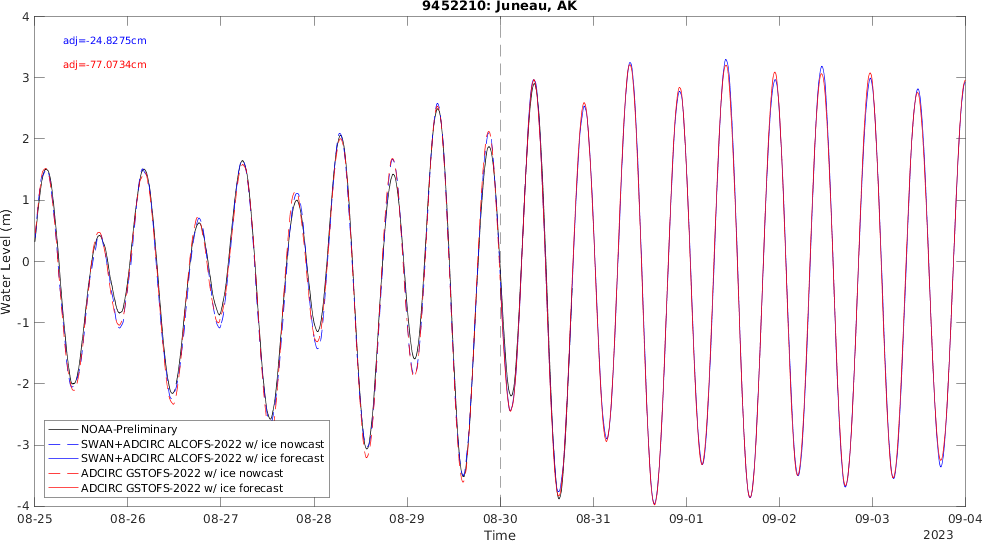 9452210: Juneau, AK
adj=-24.8275cm
adj=-77.0734cm
Water Level (m)
4
3
2
1
0
-1
-2
-3
-4
NOAA-Preliminary
SWAN+ADCIRC ALCOFS-2022 w/ ice nowcast
SWAN+ADCIRC ALCOFS-2022 w/ ice forecast
ADCIRC GSTOFS-2022 w/ ice nowcast
ADCIRC GSTOFS-2022 w/ ice forecast
08-25 08-26 08-27 08-28 08-29 08-30 08-31 09-01 09-02 09-03 09-04
Time
2023